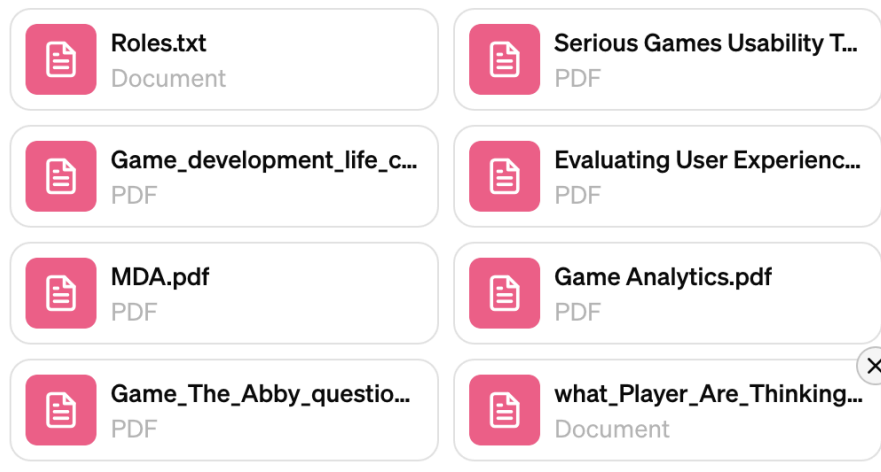 Roles.txt
Document
Serious Games Usability T...
PDF
Game_development_life_c...
PDF
Evaluating User Experienc...
PDF
MDA.pdf
PDF
Game Analytics.pdf
PDF
Game_The_Abby_questio...
PDF
what_Player_Are_Thinking...
Document